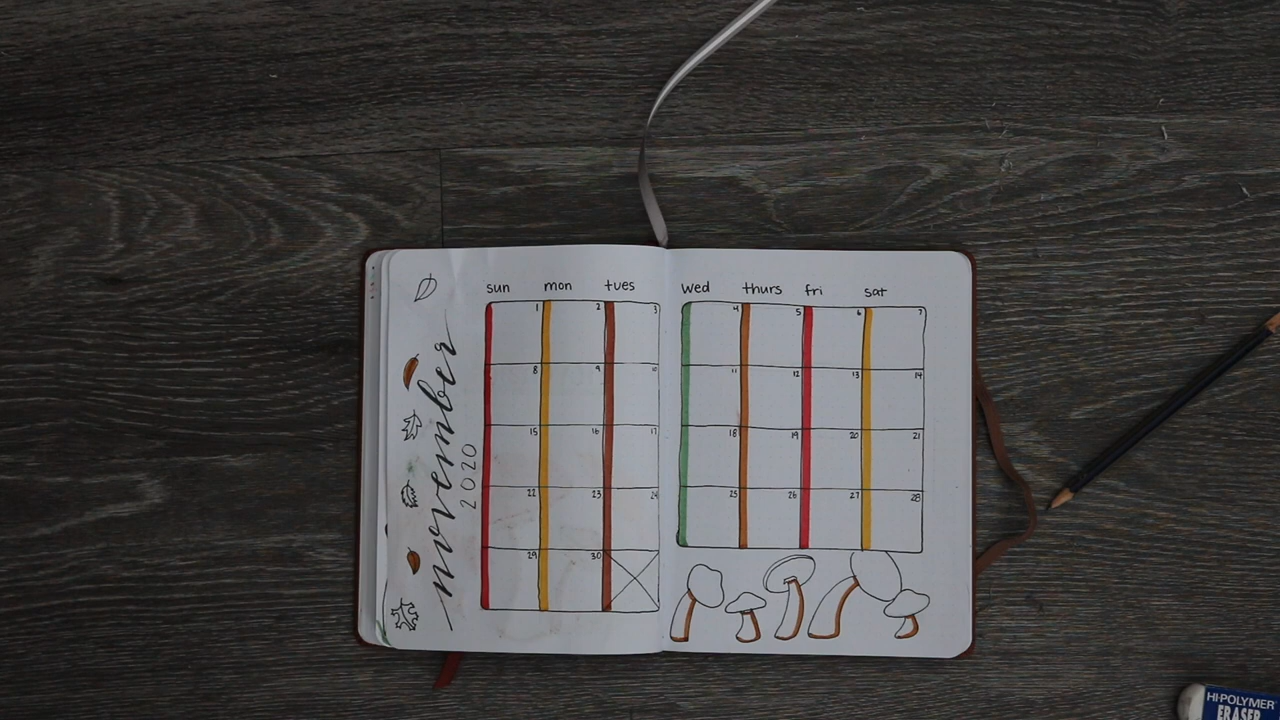 november
2020
sun mon tues wed thurs fri sat
1 2 3 4 5 6 7
8 9 10 11 12 13 14
15 16 17 18 19 20 21
22 23 24 25 26 27 28
29 30
HI-POLYMER
ERASER